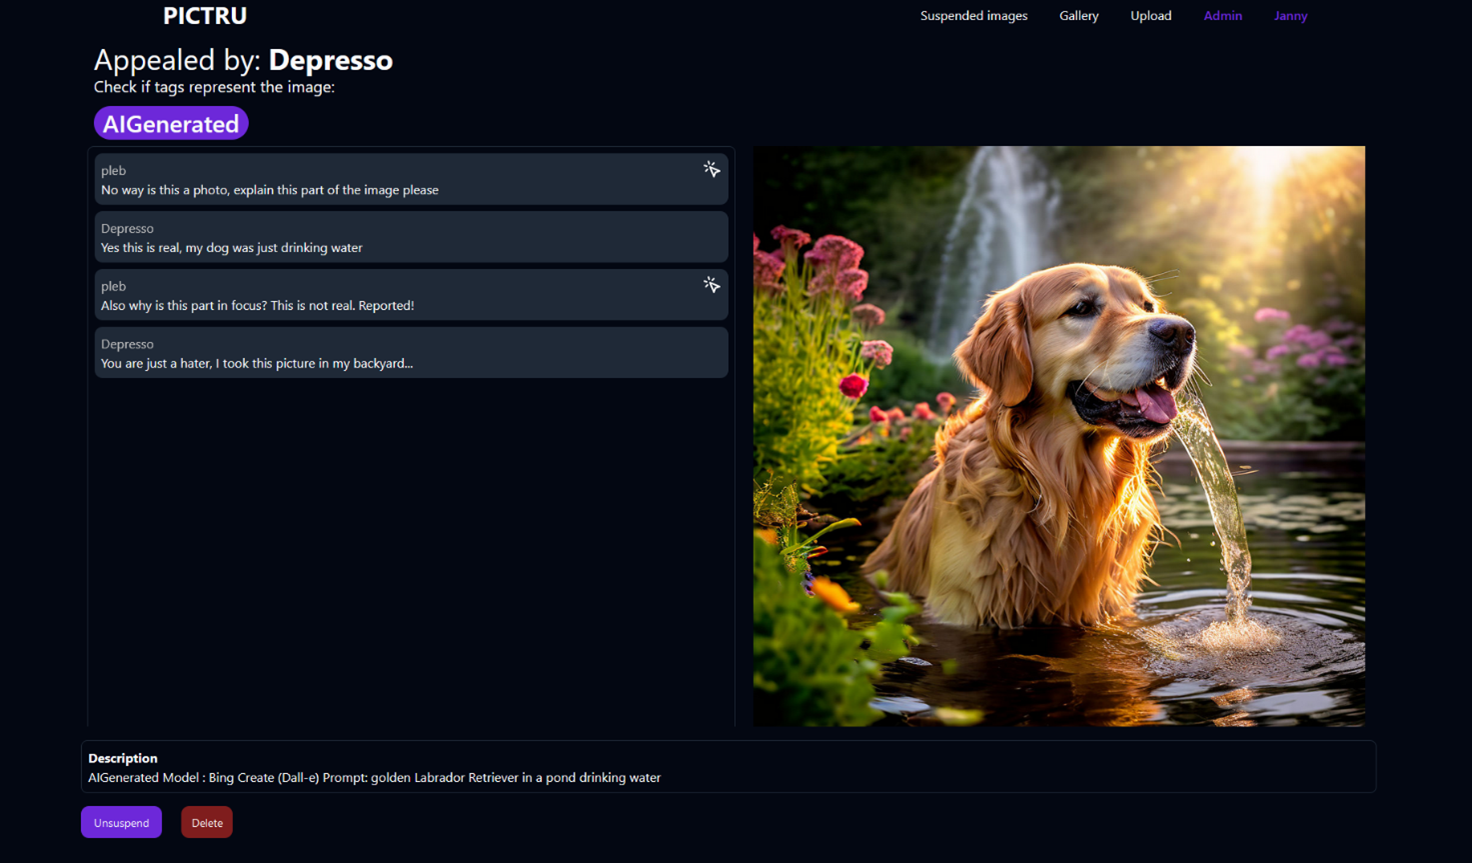 PICTRU
Suspended images
Gallery
Upload
Admin
Janny
Appealed by: Depresso
Check if tags represent the image:
AIGenerated
pleb
No way is this a photo, explain this part of the image please
Depresso
Yes this is real, my dog was just drinking water
pleb
Also why is this part in focus? This is not real. Reported!
Depresso
You are just a hater, I took this picture in my backyard...
Description
AIGenerated Model : Bing Create (Dall-e) Prompt: golden Labrador Retriever in a pond drinking water
Unsuspend
Delete